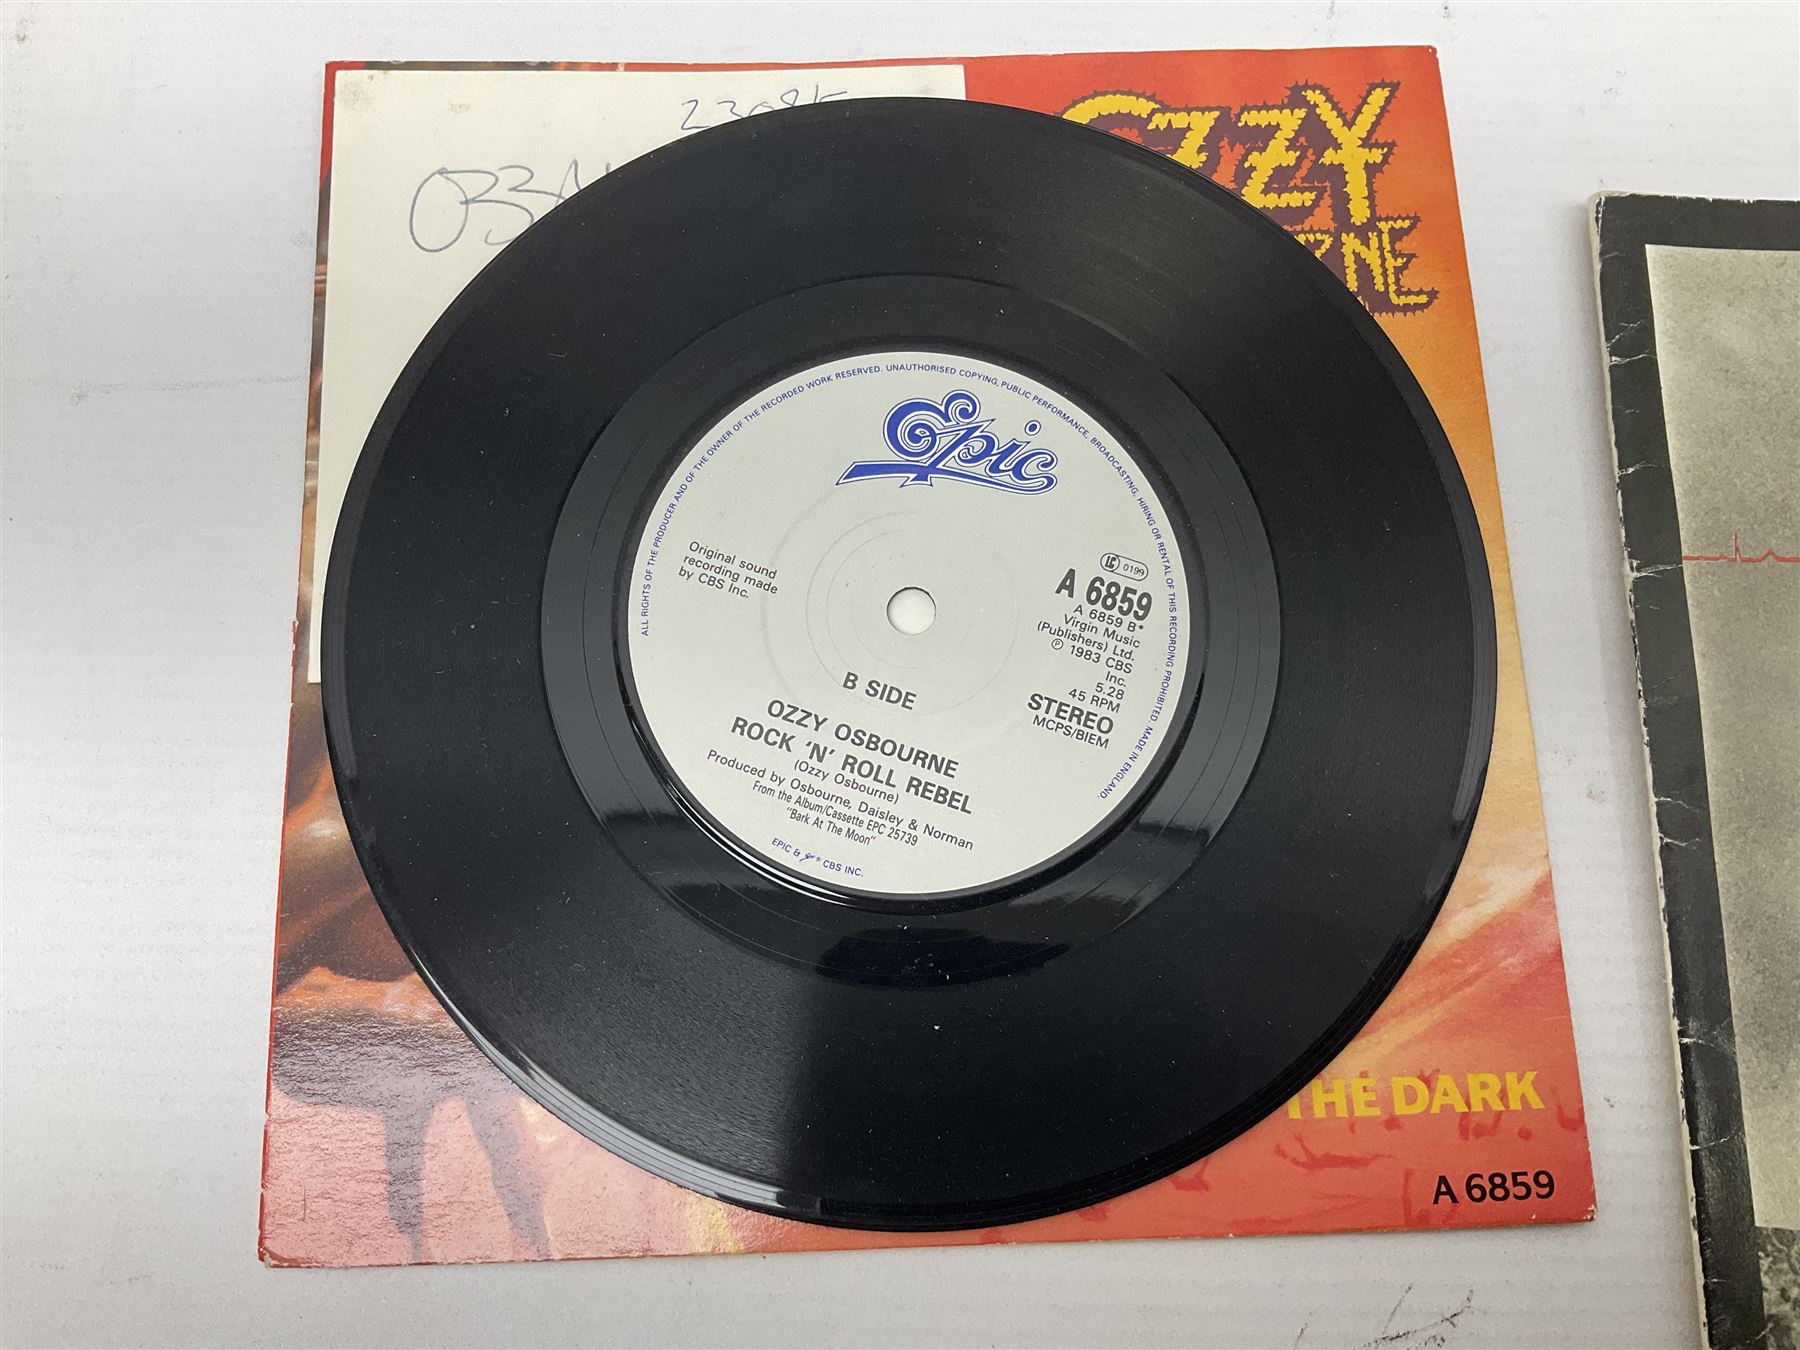 OZZY
RNE
ALL RIGHTS OF THE PRODUCER AND OF THE OWNER OF THE RECORDED WORK RESERVED. UNAUTHORISED COPYING, PUBLIC PERFORMANCE, BROADCASTING, HIRING OR RENTAL OF THIS RECORDING PROHIBITED. MADE IN ENGLAND.
Epic
Original sound
recording made
by CBS Inc.
LC 0199
A 6859
A 6859 B*
Virgin Music
(Publishers) Ltd.
℗ 1983 CBS
Inc.
5.28
45 RPM
STEREO
MCPS/BIEM
B SIDE
OZZY OSBOURNE
ROCK 'N' ROLL REBEL
(Ozzy Osbourne)
Produced by Osbourne, Daisley & Norman
From the Album/Cassette EPC 25739
"Bark At The Moon"
EPIC & ® CBS INC.
THE DARK
A 6859